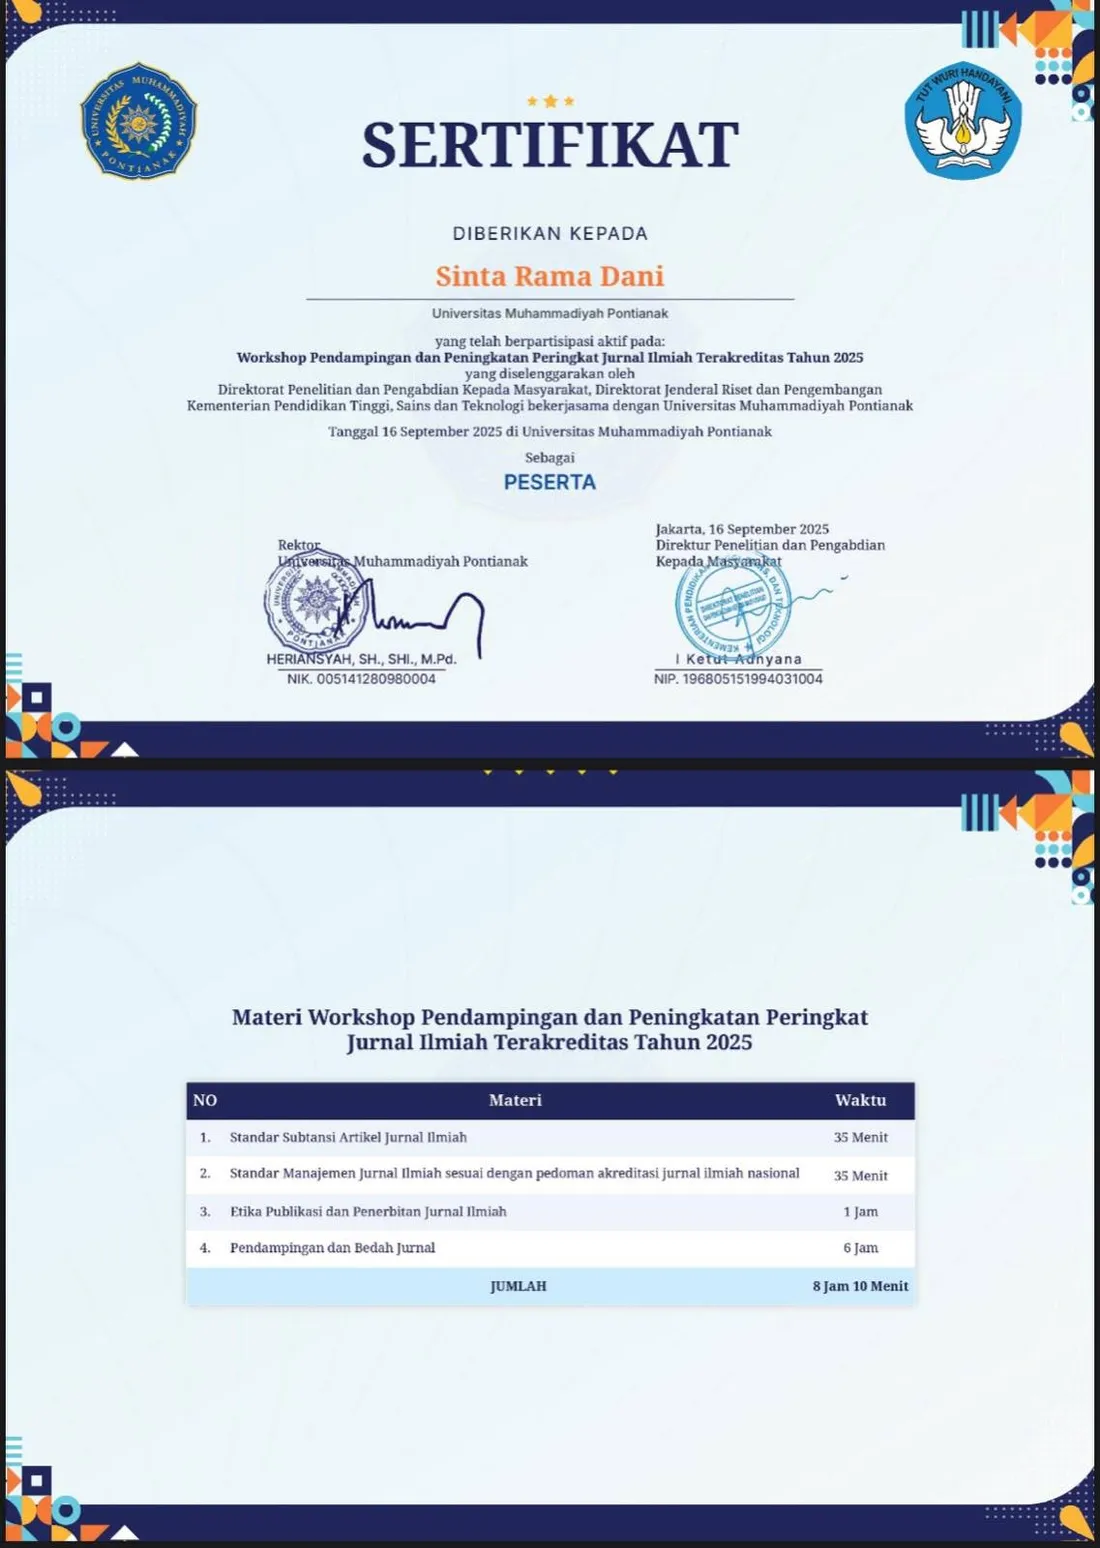 UNIVERSITAS MUHAMMADIYAH
PONTIANAK
TUT WURI HANDAYANI
SERTIFIKAT
DIBERIKAN KEPADA
Sinta Rama Dani
Universitas Muhammadiyah Pontianak
yang telah berpartisipasi aktif pada:
Workshop Pendampingan dan Peningkatan Peringkat Jurnal Ilmiah Terakreditas Tahun 2025
yang diselenggarakan oleh
Direktorat Penelitian dan Pengabdian Kepada Masyarakat, Direktorat Jenderal Riset dan Pengembangan
Kementerian Pendidikan Tinggi, Sains dan Teknologi bekerjasama dengan Universitas Muhammadiyah Pontianak
Tanggal 16 September 2025 di Universitas Muhammadiyah Pontianak
Sebagai
PESERTA
Rektor
Universitas Muhammadiyah Pontianak
HERIANSYAH, SH., SHI., M.Pd.
NIK. 005141280980004
Jakarta, 16 September 2025
Direktur Penelitian dan Pengabdian
Kepada Masyarakat
I Ketut Adnyana
NIP. 196805151994031004
Materi Workshop Pendampingan dan Peningkatan Peringkat
Jurnal Ilmiah Terakreditas Tahun 2025
NO Materi Waktu
1. Standar Subtansi Artikel Jurnal Ilmiah 35 Menit
2. Standar Manajemen Jurnal Ilmiah sesuai dengan pedoman akreditasi jurnal ilmiah nasional 35 Menit
3. Etika Publikasi dan Penerbitan Jurnal Ilmiah 1 Jam
4. Pendampingan dan Bedah Jurnal 6 Jam
JUMLAH 8 Jam 10 Menit